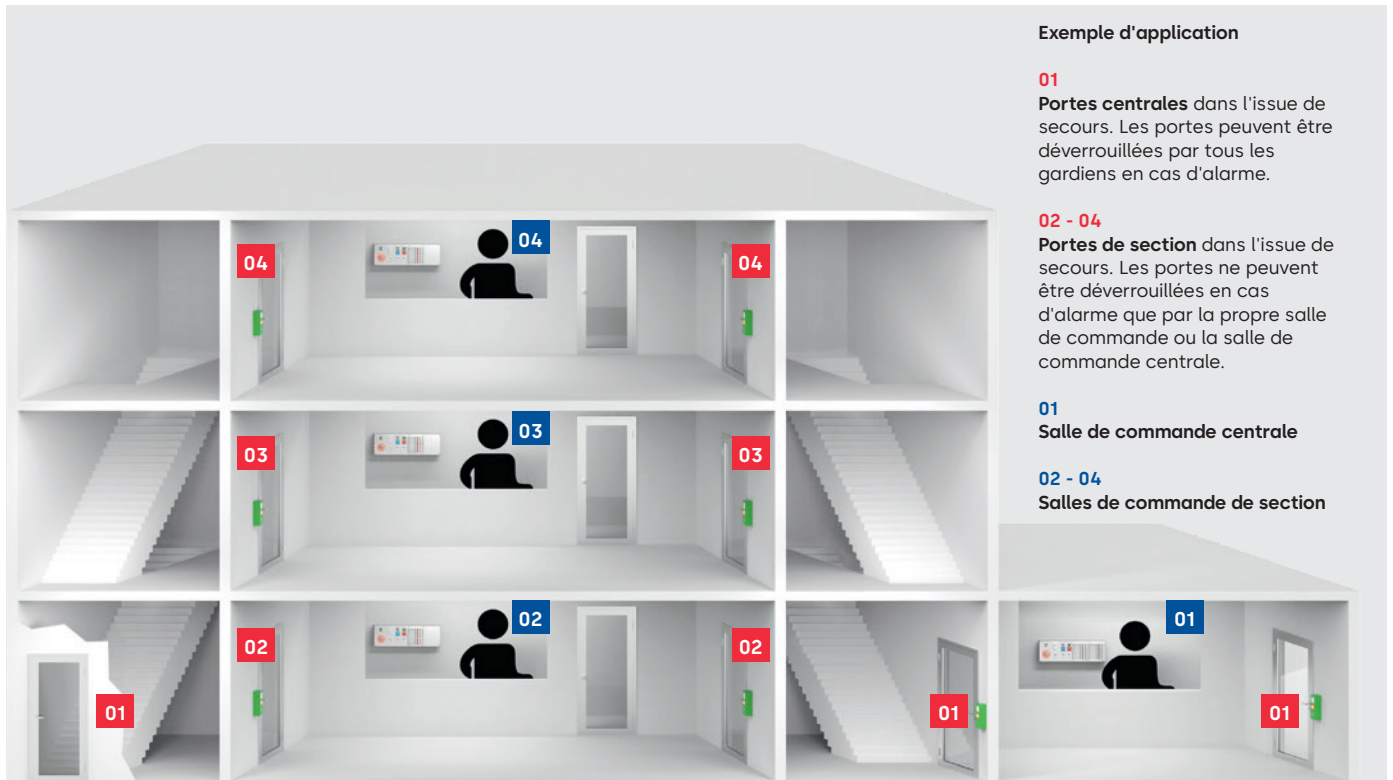 Exemple d'application
01
Portes centrales dans l'issue de
secours. Les portes peuvent être
déverrouillées par tous les
gardiens en cas d'alarme.
02 - 04
Portes de section dans l'issue de
secours. Les portes ne peuvent
être déverrouillées en cas
d'alarme que par la propre salle
de commande ou la salle de
commande centrale.
01
Salle de commande centrale
02 - 04
Salles de commande de section
04
04
04
03
03
03
02
02
02
01
01
01
01